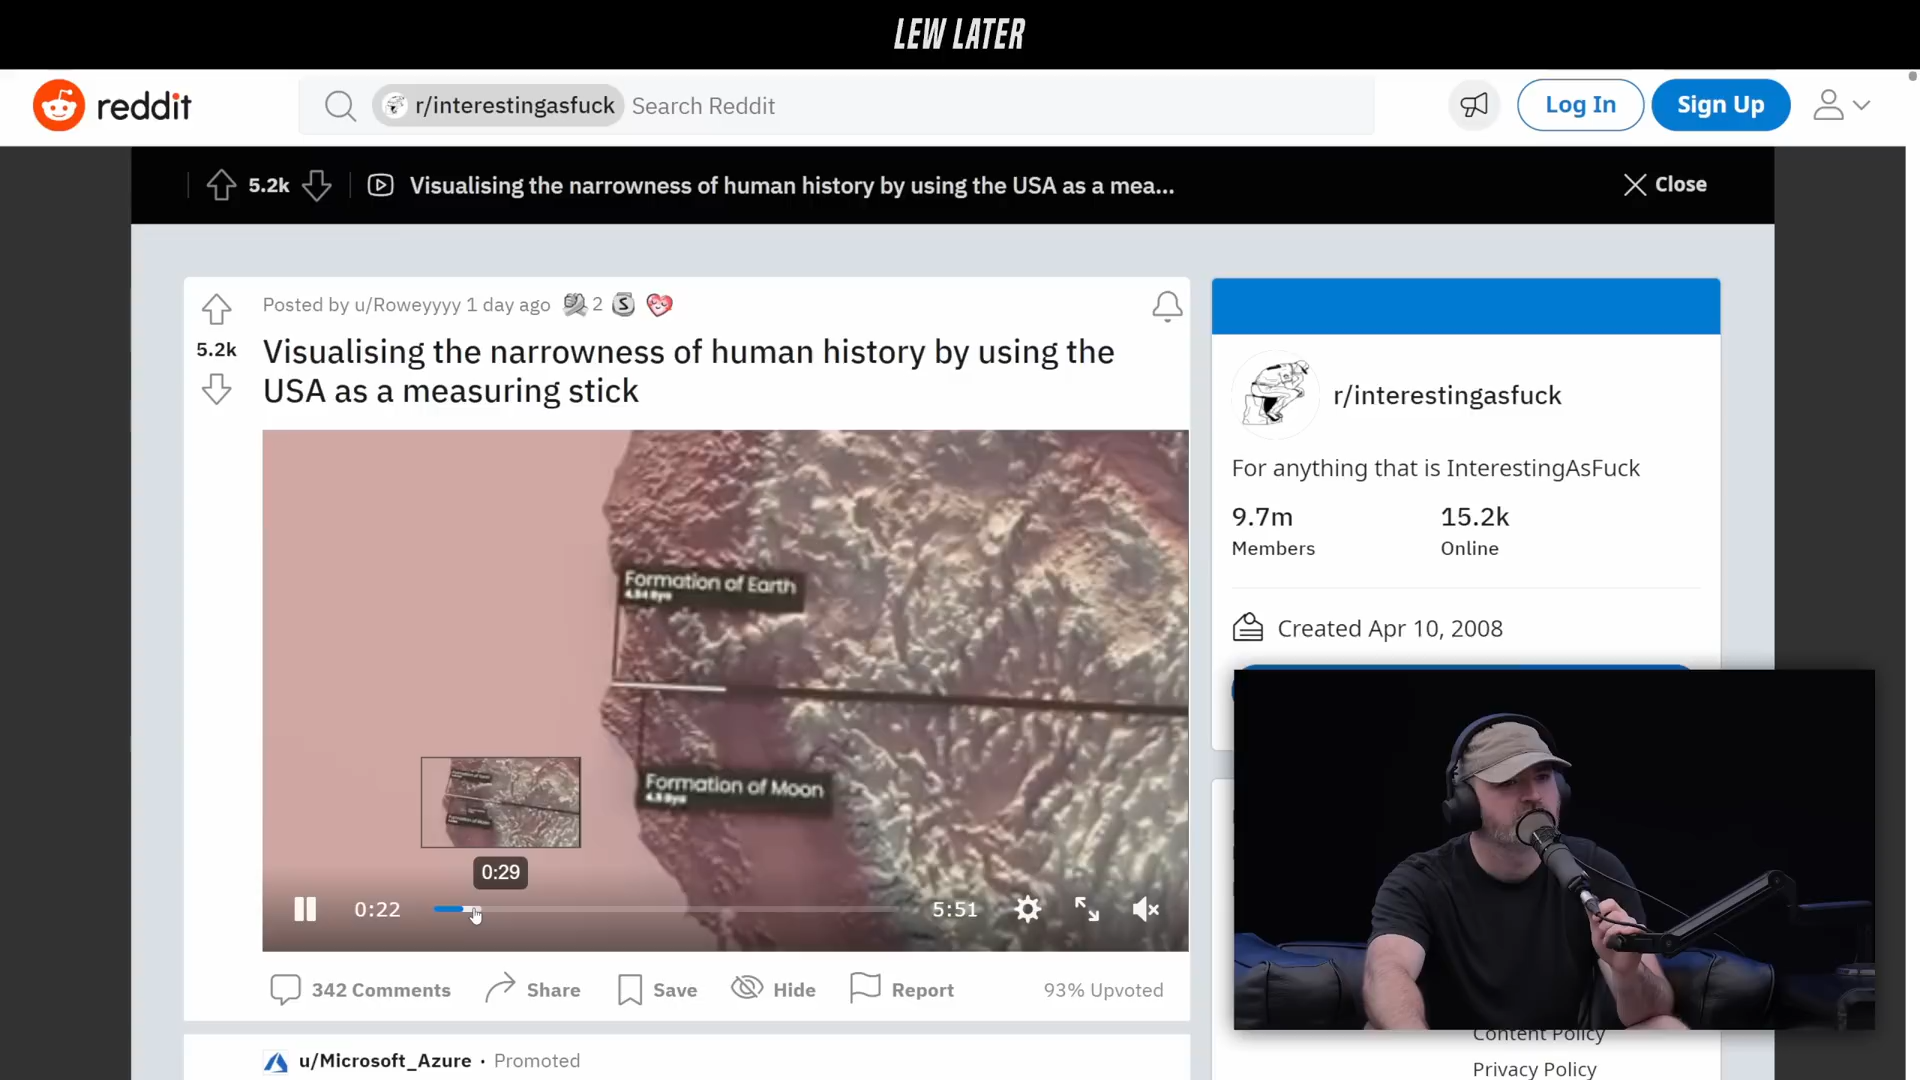 LEW LATER
reddit
r/interestingasfuck
Search Reddit
Log In
Sign Up
5.2k
Visualising the narrowness of human history by using the USA as a mea...
Close
Posted by u/Roweyyyy 1 day ago
2
S
5.2k
Visualising the narrowness of human history by using the
USA as a measuring stick
Formation of Earth
Formation of Moon
0:29
0:22
5:51
342 Comments
Share
Save
Hide
Report
93% Upvoted
u/Microsoft_Azure · Promoted
r/interestingasfuck
For anything that is InterestingAsFuck
9.7m
15.2k
Members
Online
Created Apr 10, 2008
Content Policy
Privacy Policy